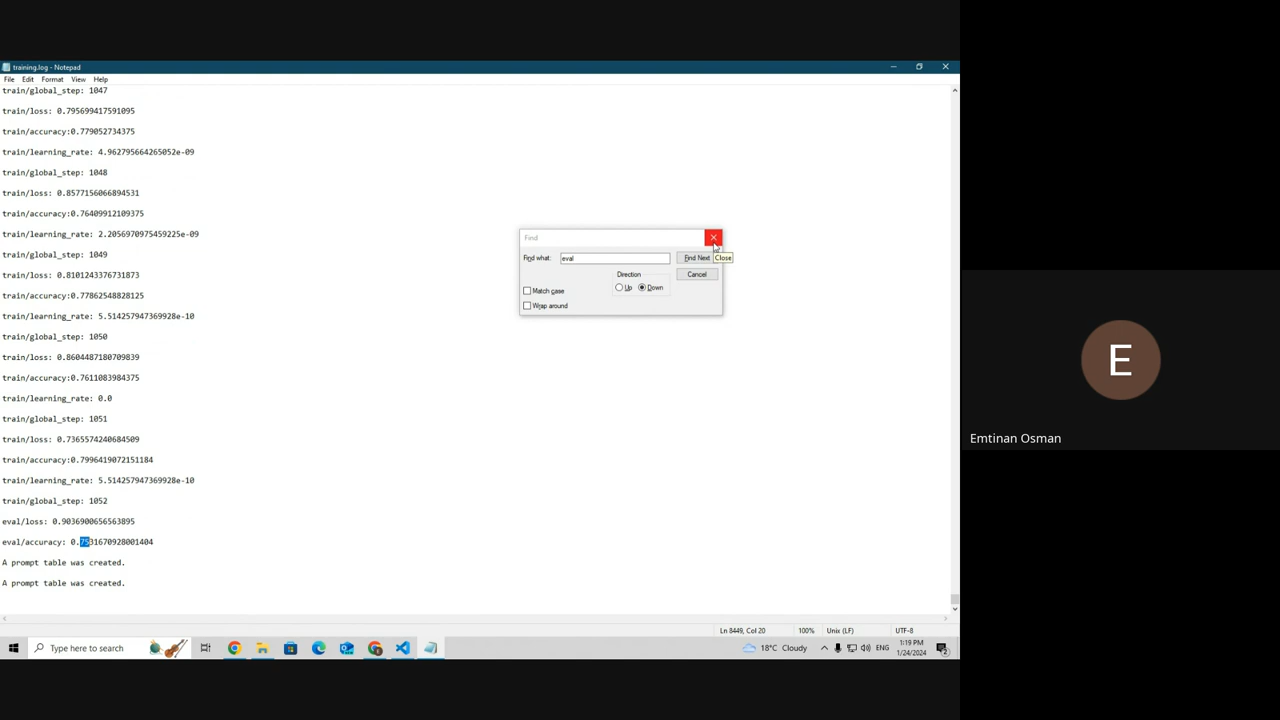 training.log - Notepad
File Edit Format View Help
train/global_step: 1047
train/loss: 0.795699417591095
train/accuracy:0.779052734375
train/learning_rate: 4.962795664265052e-09
train/global_step: 1048
train/loss: 0.8577156066894531
train/accuracy:0.76409912109375
train/learning_rate: 2.2056970975459225e-09
train/global_step: 1049
train/loss: 0.8101243376731873
train/accuracy:0.77862548828125
train/learning_rate: 5.514257947369928e-10
train/global_step: 1050
train/loss: 0.8604487180709839
train/accuracy:0.7611083984375
train/learning_rate: 0.0
train/global_step: 1051
train/loss: 0.7365574240684509
train/accuracy:0.7996419072151184
train/learning_rate: 5.514257947369928e-10
train/global_step: 1052
eval/loss: 0.9036900656563895
eval/accuracy: 0.7531670928001404
A prompt table was created.
A prompt table was created.
Find
Find what: eval
Find Next
Close
Cancel
Direction
Up Down
Match case
Wrap around
Ln 8449, Col 20 100% Unix (LF) UTF-8
Type here to search
18°C Cloudy
ENG
1:19 PM
1/24/2024
2
E
Emtinan Osman